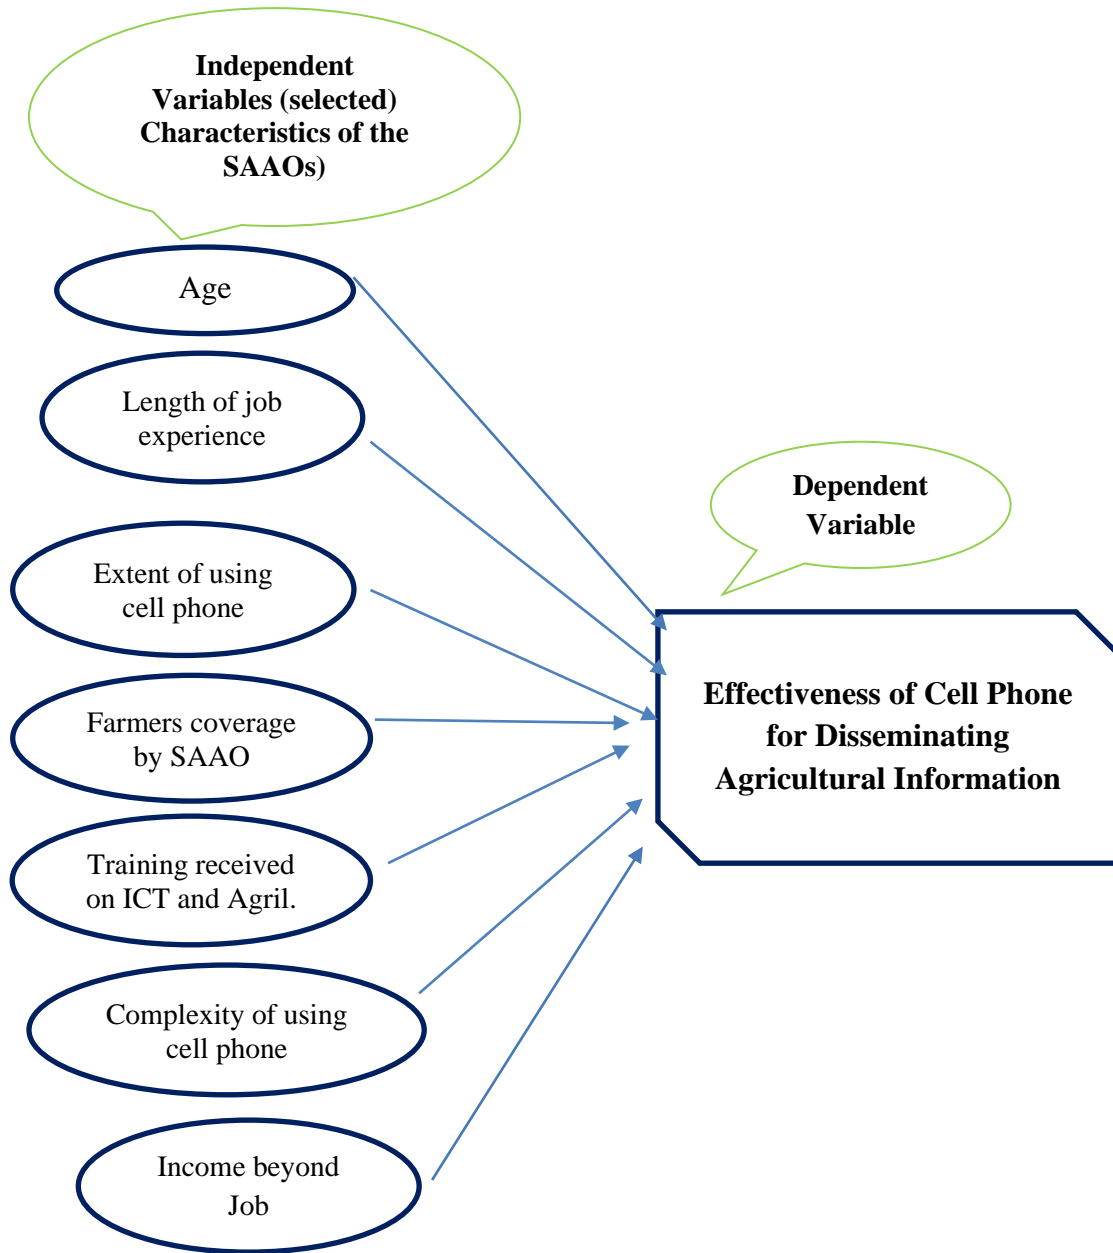 Independent
Variables (selected)
Characteristics of the
SAAOs)
Age
Length of job
experience
Extent of using
cell phone
Farmers coverage
by SAAO
Training received
on ICT and Agril.
Complexity of using
cell phone
Income beyond
Job
Dependent
Variable
Effectiveness of Cell Phone
for Disseminating
Agricultural Information